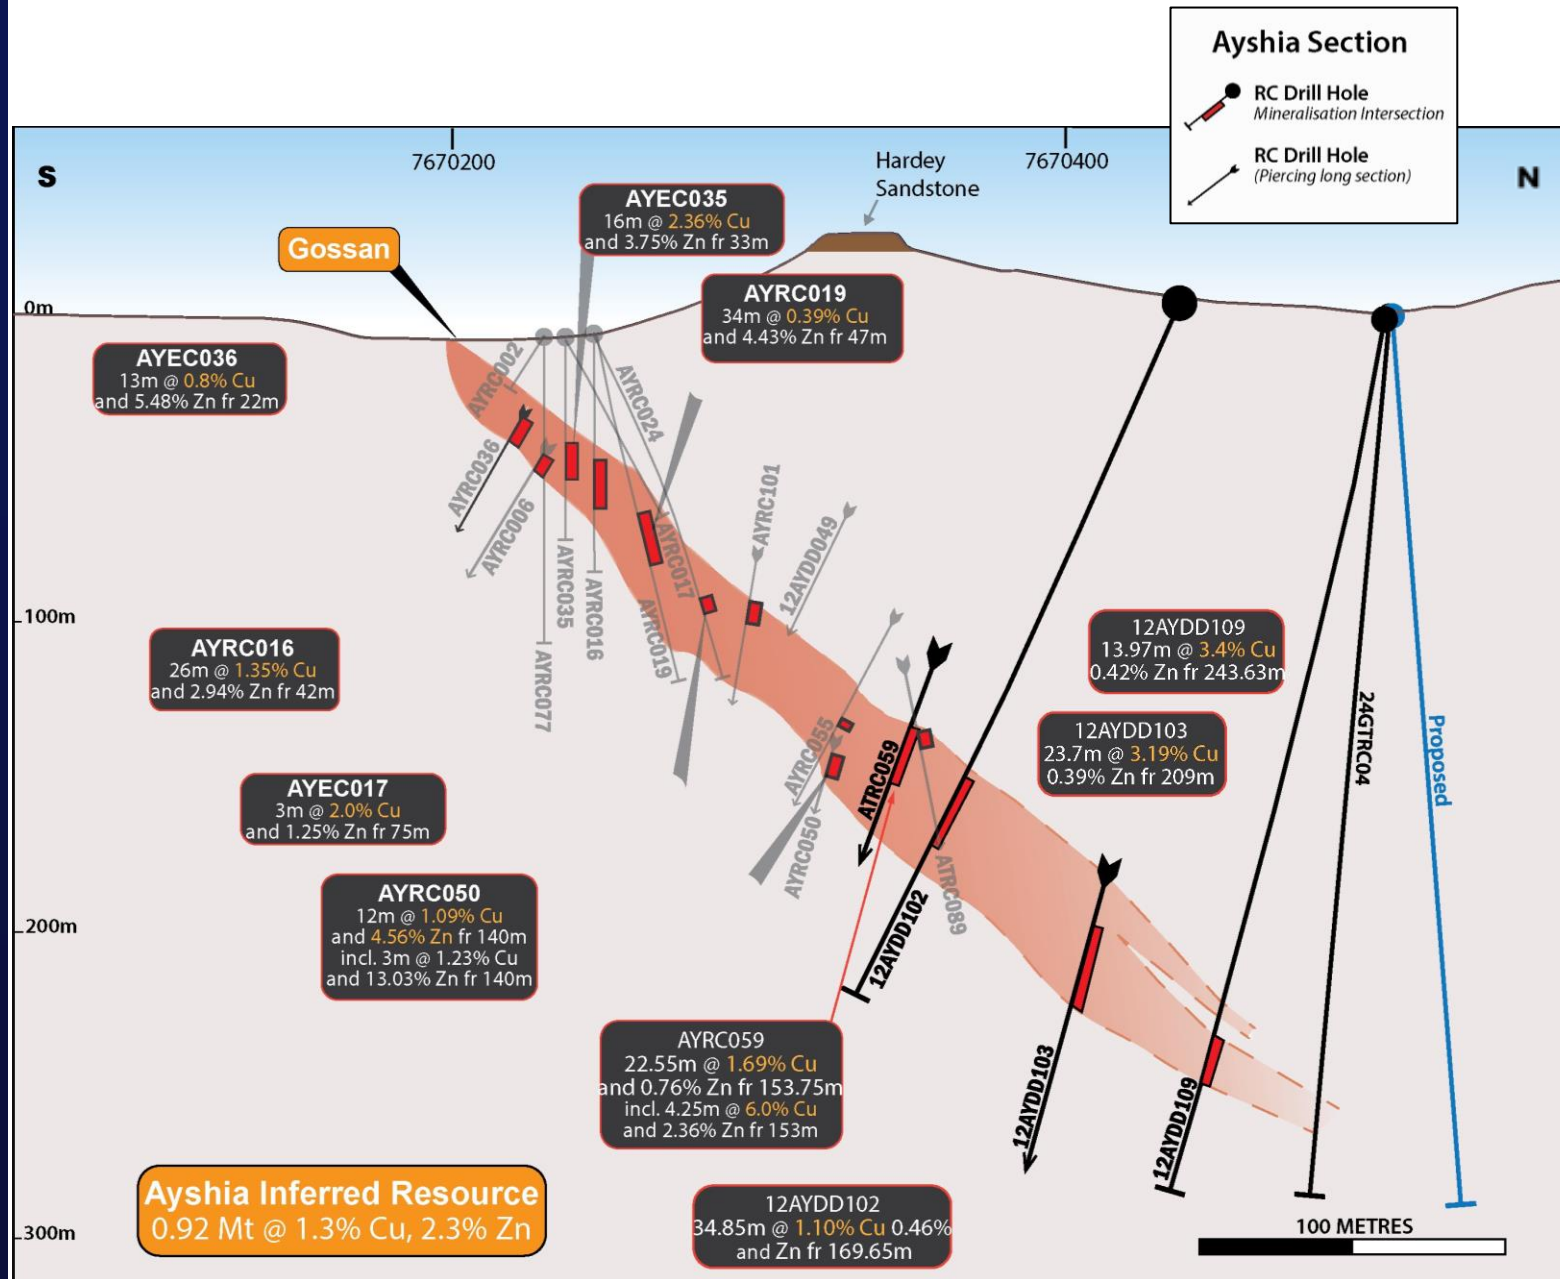 Ayshia Section
RC Drill Hole
Mineralisation Intersection
RC Drill Hole
(Piercing long section)
S
7670200
Hardey
Sandstone
7670400
N
AYEC035
16m @ 2.36% Cu
and 3.75% Zn fr 33m
Gossan
AYRC019
34m @ 0.39% Cu
and 4.43% Zn fr 47m
0m
AYEC036
13m @ 0.8% Cu
and 5.48% Zn fr 22m
AYRC002
AYRC024
AYRC036
AYRC006
AYRC101
12AYDD049
AYRC017
AYRC035
AYRC016
AYRC019
AYRC077
100m
AYRC016
26m @ 1.35% Cu
and 2.94% Zn fr 42m
12AYDD109
13.97m @ 3.4% Cu
0.42% Zn fr 243.63m
12AYDD103
23.7m @ 3.19% Cu
0.39% Zn fr 209m
24GTRC04
Proposed
AYRC055
ATRC059
AYRC050
ATRC089
AYEC017
3m @ 2.0% Cu
and 1.25% Zn fr 75m
AYRC050
12m @ 1.09% Cu
and 4.56% Zn fr 140m
incl. 3m @ 1.23% Cu
and 13.03% Zn fr 140m
200m
12AYDD102
AYRC059
22.55m @ 1.69% Cu
and 0.76% Zn fr 153.75m
incl. 4.25m @ 6.0% Cu
and 2.36% Zn fr 153m
12AYDD103
12AYDD109
Ayshia Inferred Resource
0.92 Mt @ 1.3% Cu, 2.3% Zn
12AYDD102
34.85m @ 1.10% Cu 0.46%
and Zn fr 169.65m
100 METRES
300m